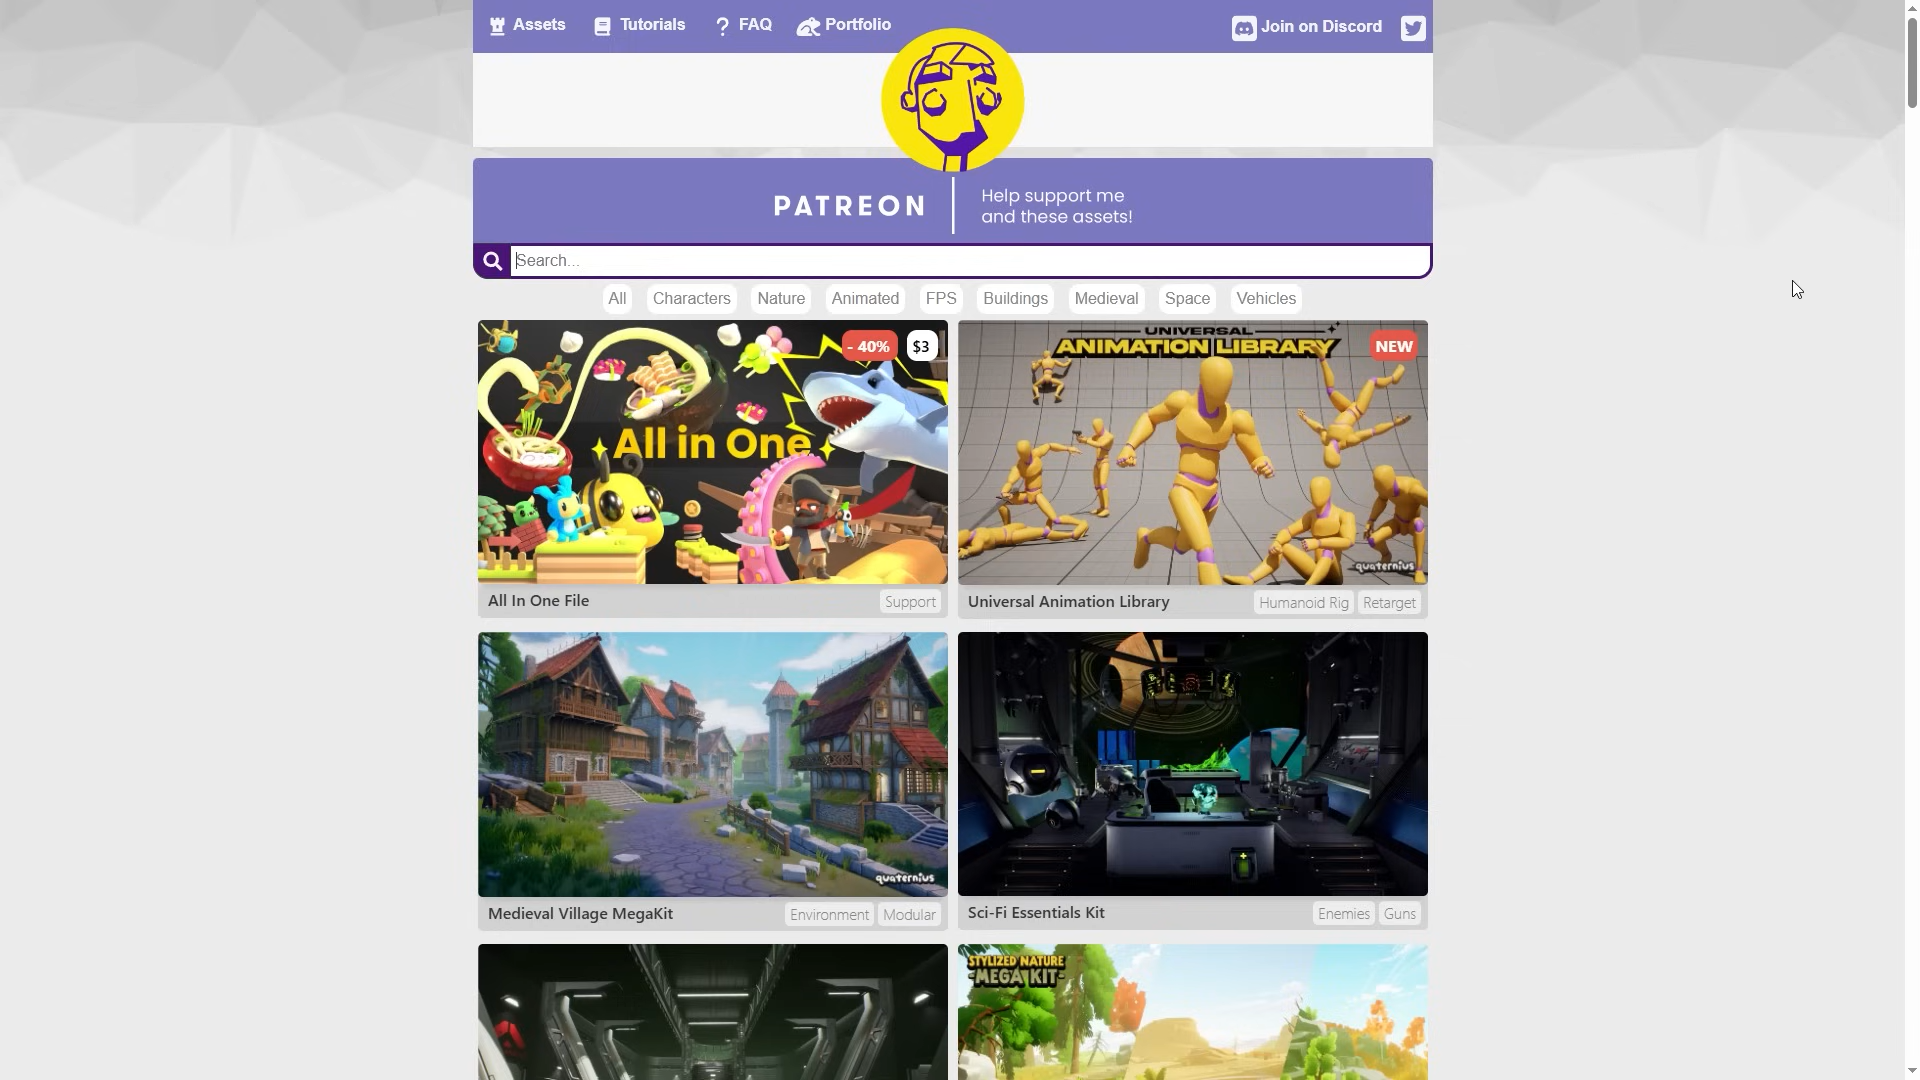 Assets
Tutorials
FAQ
Portfolio
Join on Discord
PATREON
Help support me
and these assets!
Search...
All
Characters
Nature
Animated
FPS
Buildings
Medieval
Space
Vehicles
- 40%
$3
All in One
UNIVERSAL
ANIMATION LIBRARY
NEW
quaternius
All In One File
Support
Universal Animation Library
Humanoid Rig
Retarget
quaternius
Medieval Village MegaKit
Environment
Modular
Sci-Fi Essentials Kit
Enemies
Guns
STYLIZED NATURE
-MEGA KIT-